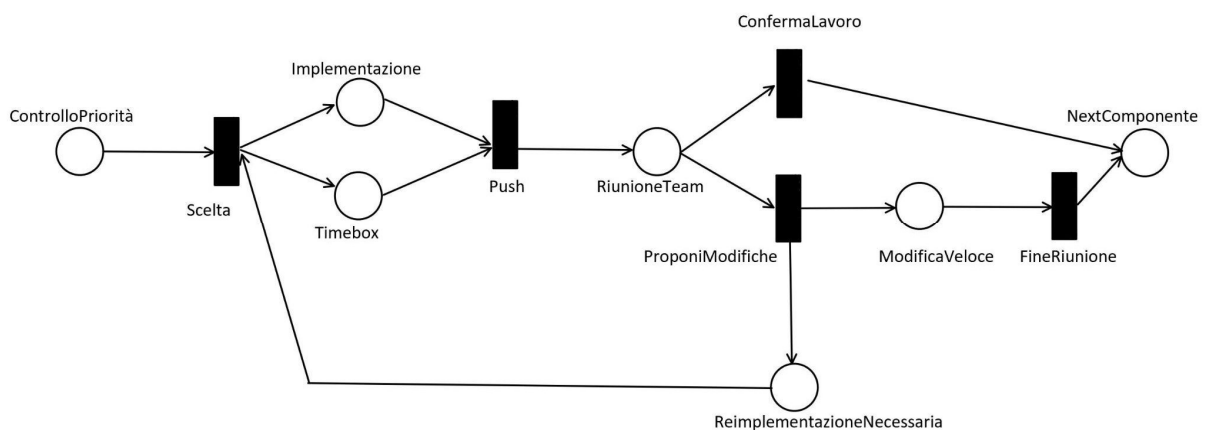 ConfermaLavoro
Implementazione
ControlloPriorità
NextComponente
Push
RiunioneTeam
Scelta
Timebox
ProponiModifiche
ModificaVeloce
FineRiunione
ReimplementazioneNecessaria